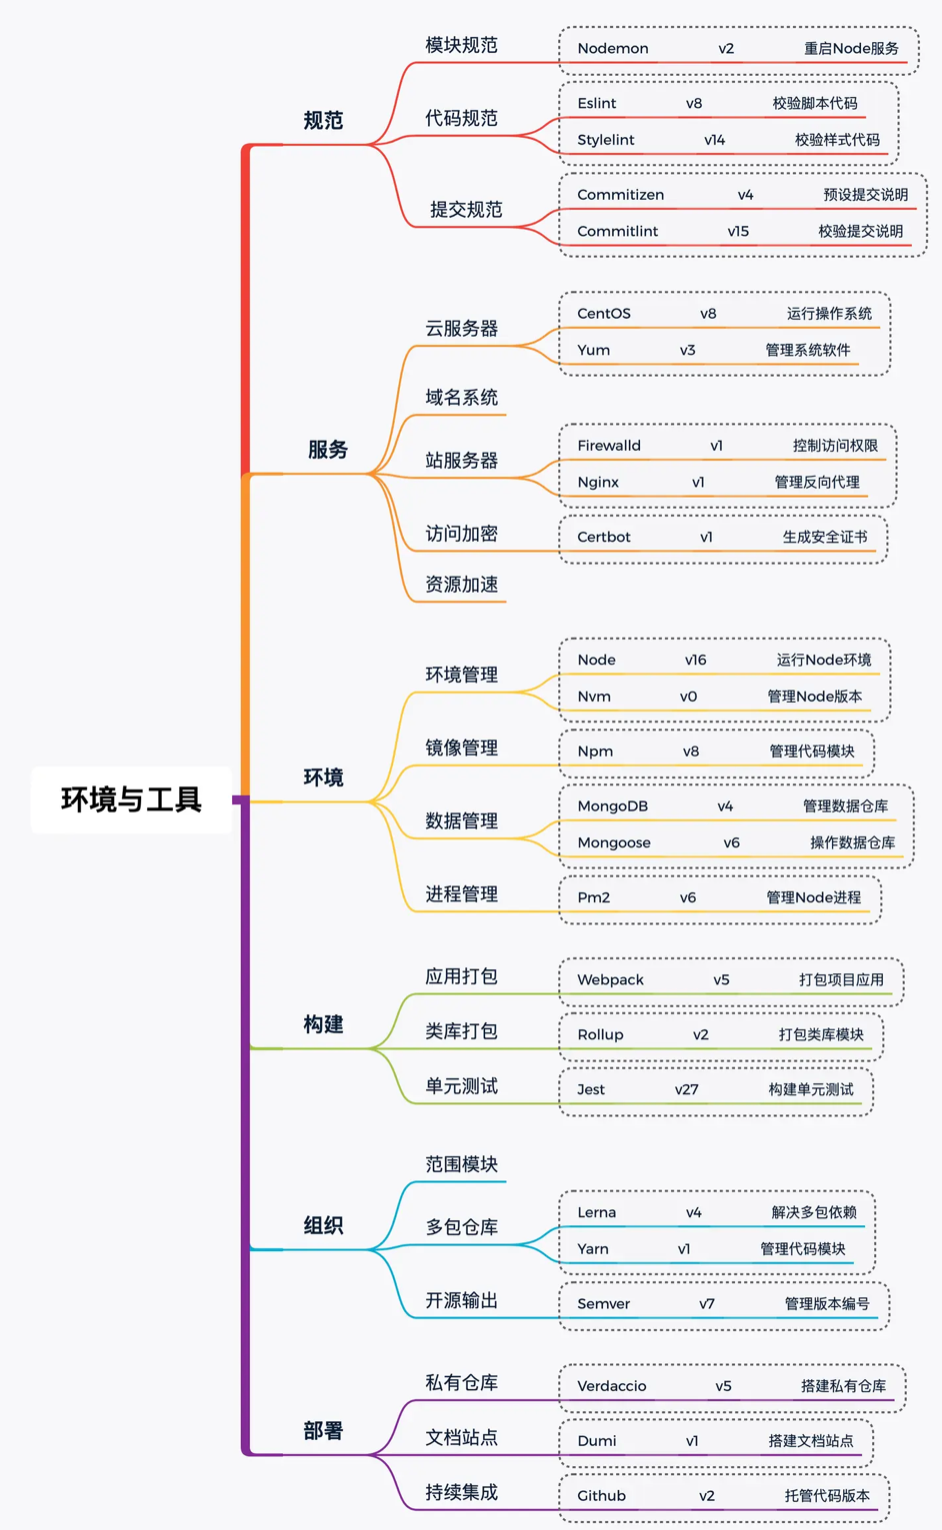 环境与工具
规范
模块规范
Nodemon v2 重启Node服务
代码规范
Eslint v8 校验脚本代码
Stylelint v14 校验样式代码
提交规范
Commitizen v4 预设提交说明
Commitlint v15 校验提交说明
服务
云服务器
CentOS v8 运行操作系统
Yum v3 管理系统软件
域名系统
站服务器
Firewalld v1 控制访问权限
Nginx v1 管理反向代理
访问加密
Certbot v1 生成安全证书
资源加速
环境
环境管理
Node v16 运行Node环境
Nvm v0 管理Node版本
镜像管理
Npm v8 管理代码模块
数据管理
MongoDB v4 管理数据仓库
Mongoose v6 操作数据仓库
进程管理
Pm2 v6 管理Node进程
构建
应用打包
Webpack v5 打包项目应用
类库打包
Rollup v2 打包类库模块
单元测试
Jest v27 构建单元测试
组织
范围模块
多包仓库
Lerna v4 解决多包依赖
Yarn v1 管理代码模块
开源输出
Semver v7 管理版本编号
部署
私有仓库
Verdaccio v5 搭建私有仓库
文档站点
Dumi v1 搭建文档站点
持续集成
Github v2 托管代码版本